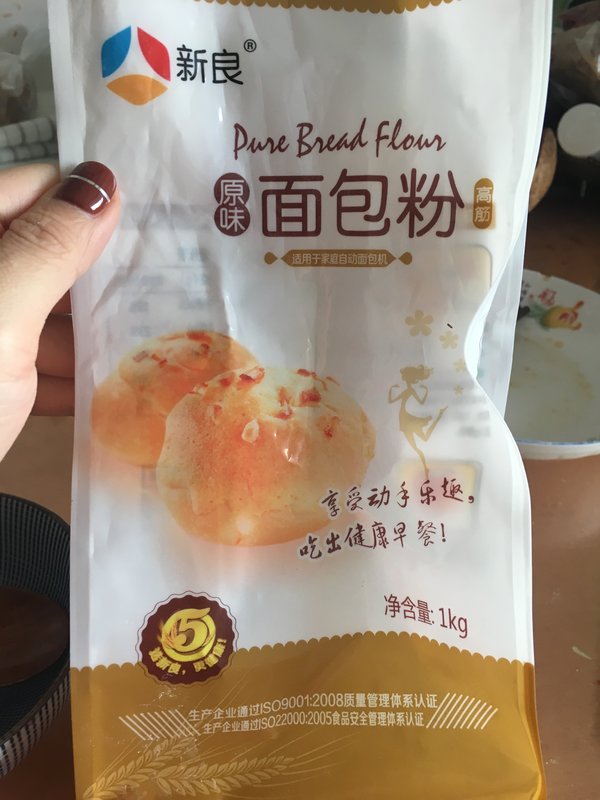 新良®
Pure Bread Flour
原味
面包粉
高筋
适用于家庭自动面包机
享受动手乐趣，
吃出健康早餐！
净含量: 1kg
5
生产企业通过ISO9001:2008质量管理体系认证
生产企业通过ISO22000:2005食品安全管理体系认证